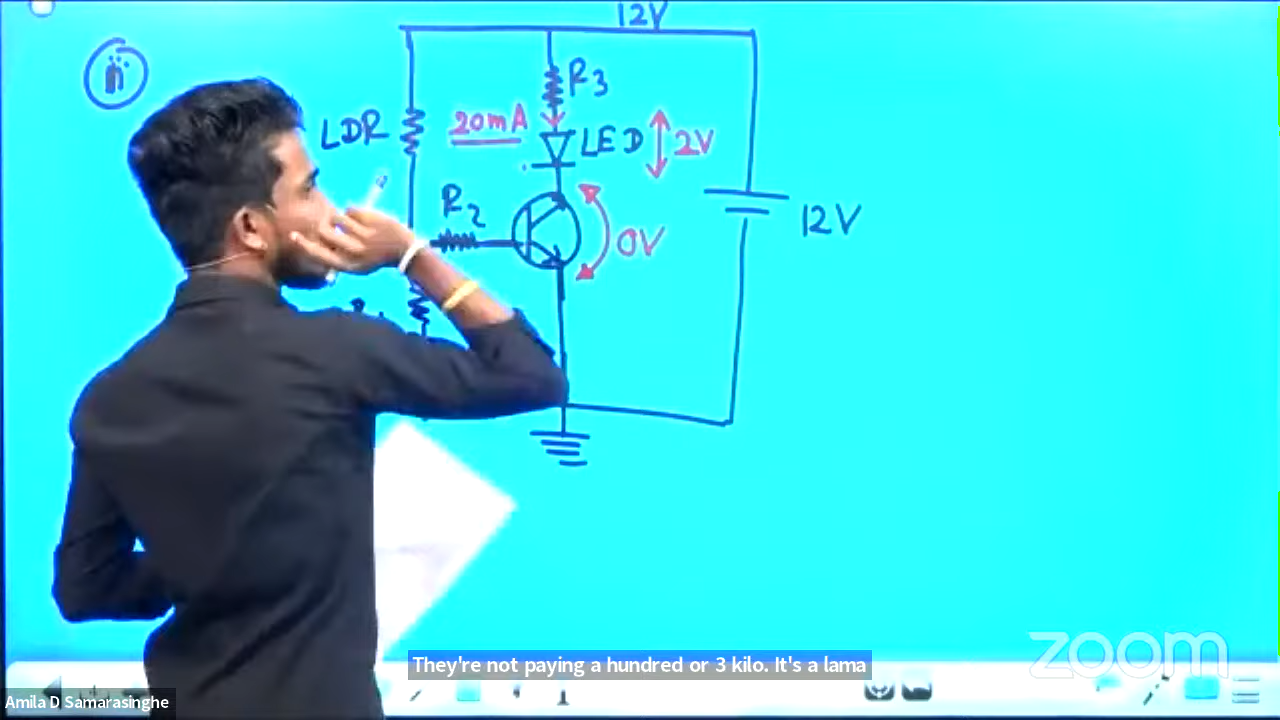 12V
n
R3
LDR
20mA
LED
2V
R2
0V
12V
zoom
They're not paying a hundred or 3 kilo. It's a lama
Amila D Samarasinghe